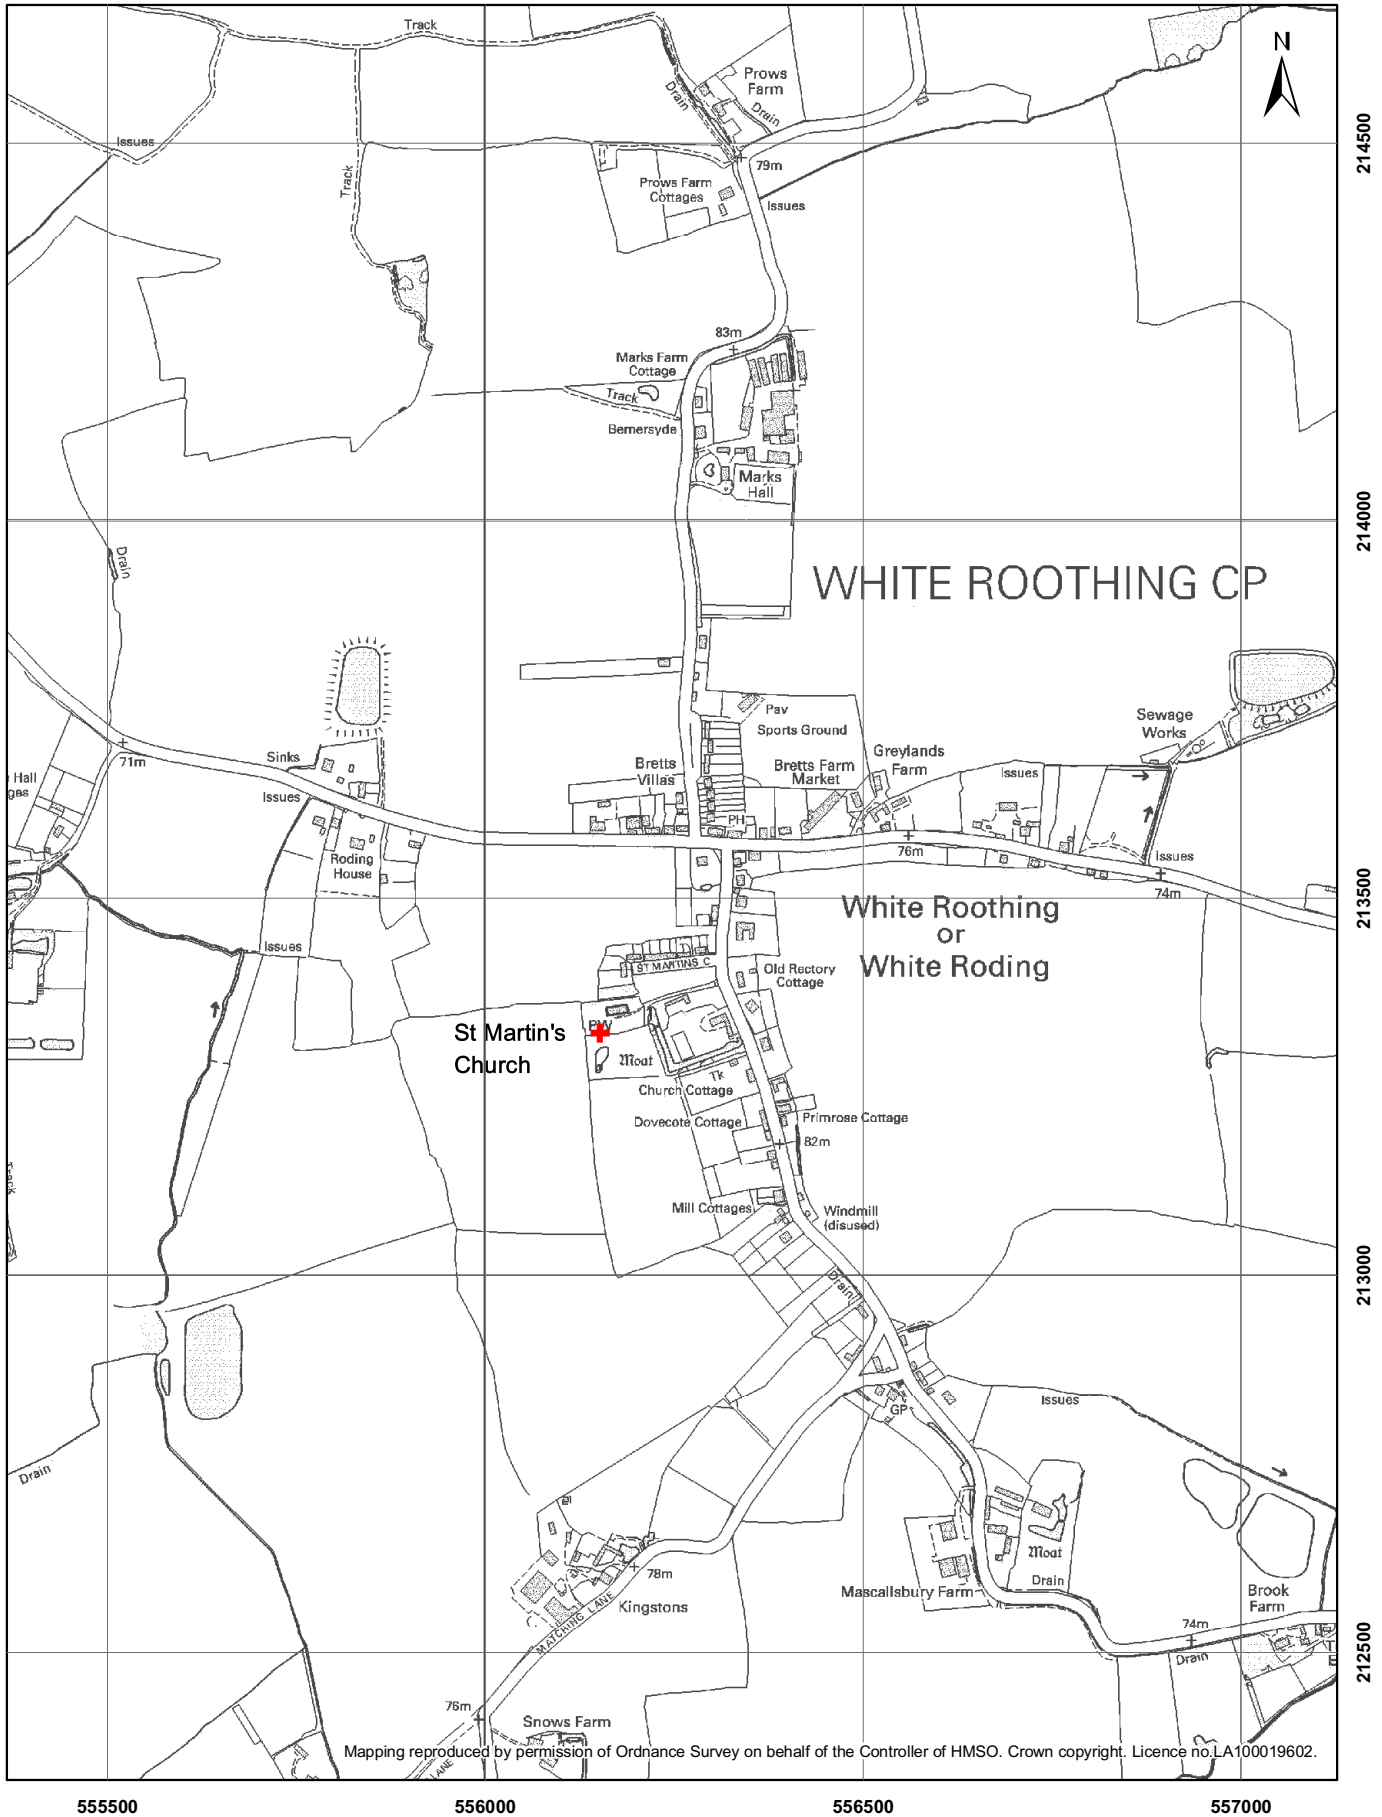 Track
N
Prows
Farm
Drain
Drain
Issues
214500
79m
Track
Prows Farm
Cottages
Issues
83m
Marks Farm
Cottage
Track
Bemersyde
Marks
Hall
214000
Drain
WHITE ROOTHING CP
Pav
Sports Ground
Sewage
Works
Sinks
71m
Bretts
Villas
Bretts Farm
Market
Greylands
Farm
Issues
Hall
Issues
PH
76m
Issues
Roding
House
74m
213500
White Roothing
or
White Roding
Issues
ST MARTINS C
Old Rectory
Cottage
St Martin's
Church
PW
Moat
Tk
Church Cottage
Dovecote Cottage
Primrose Cottage
82m
Track
Mill Cottages
Windmill
(disused)
213000
Drain
Issues
GP
Drain
Moat
78m
Mascallsbury Farm
Drain
Brook
Farm
Kingstons
MATCHING LANE
74m
Drain
212500
76m
Snows Farm
LANE
Mapping reproduced by permission of Ordnance Survey on behalf of the Controller of HMSO. Crown copyright. Licence no.LA100019602.
555500
556000
556500
557000